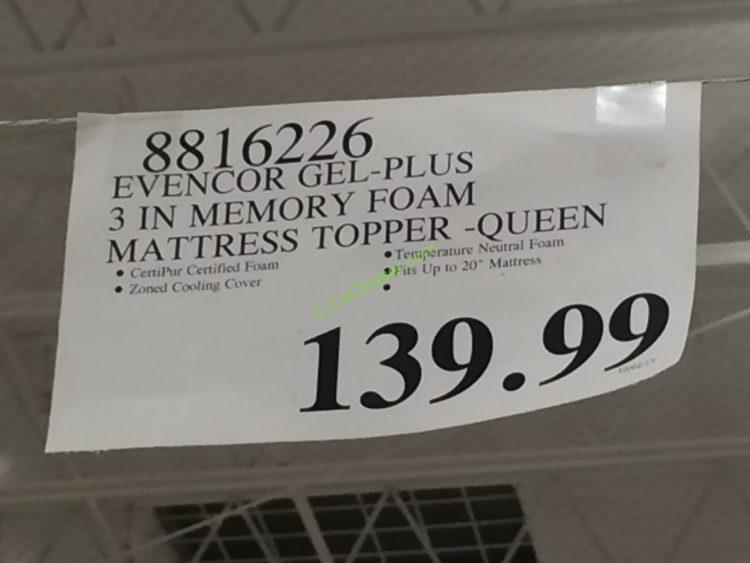 8816226
EVENCOR GEL-PLUS
3 IN MEMORY FOAM
MATTRESS TOPPER -QUEEN
• CertiPur Certified Foam
• Zoned Cooling Cover
• Temperature Neutral Foam
• Fits Up to 20" Mattress
•
139.99